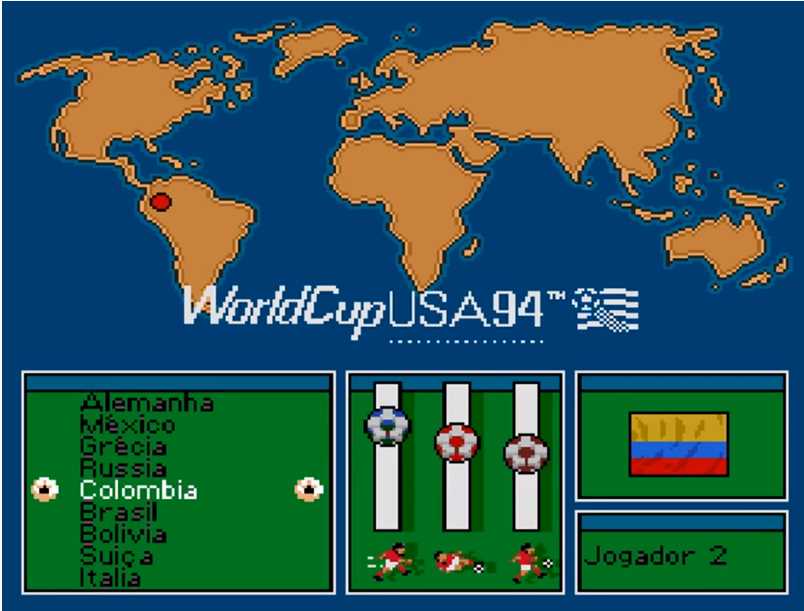 WorldCupUSA94™
Alemanha
México
Grécia
Russia
Colombia
Brasil
Bolivia
Suiça
Italia
Jogador 2